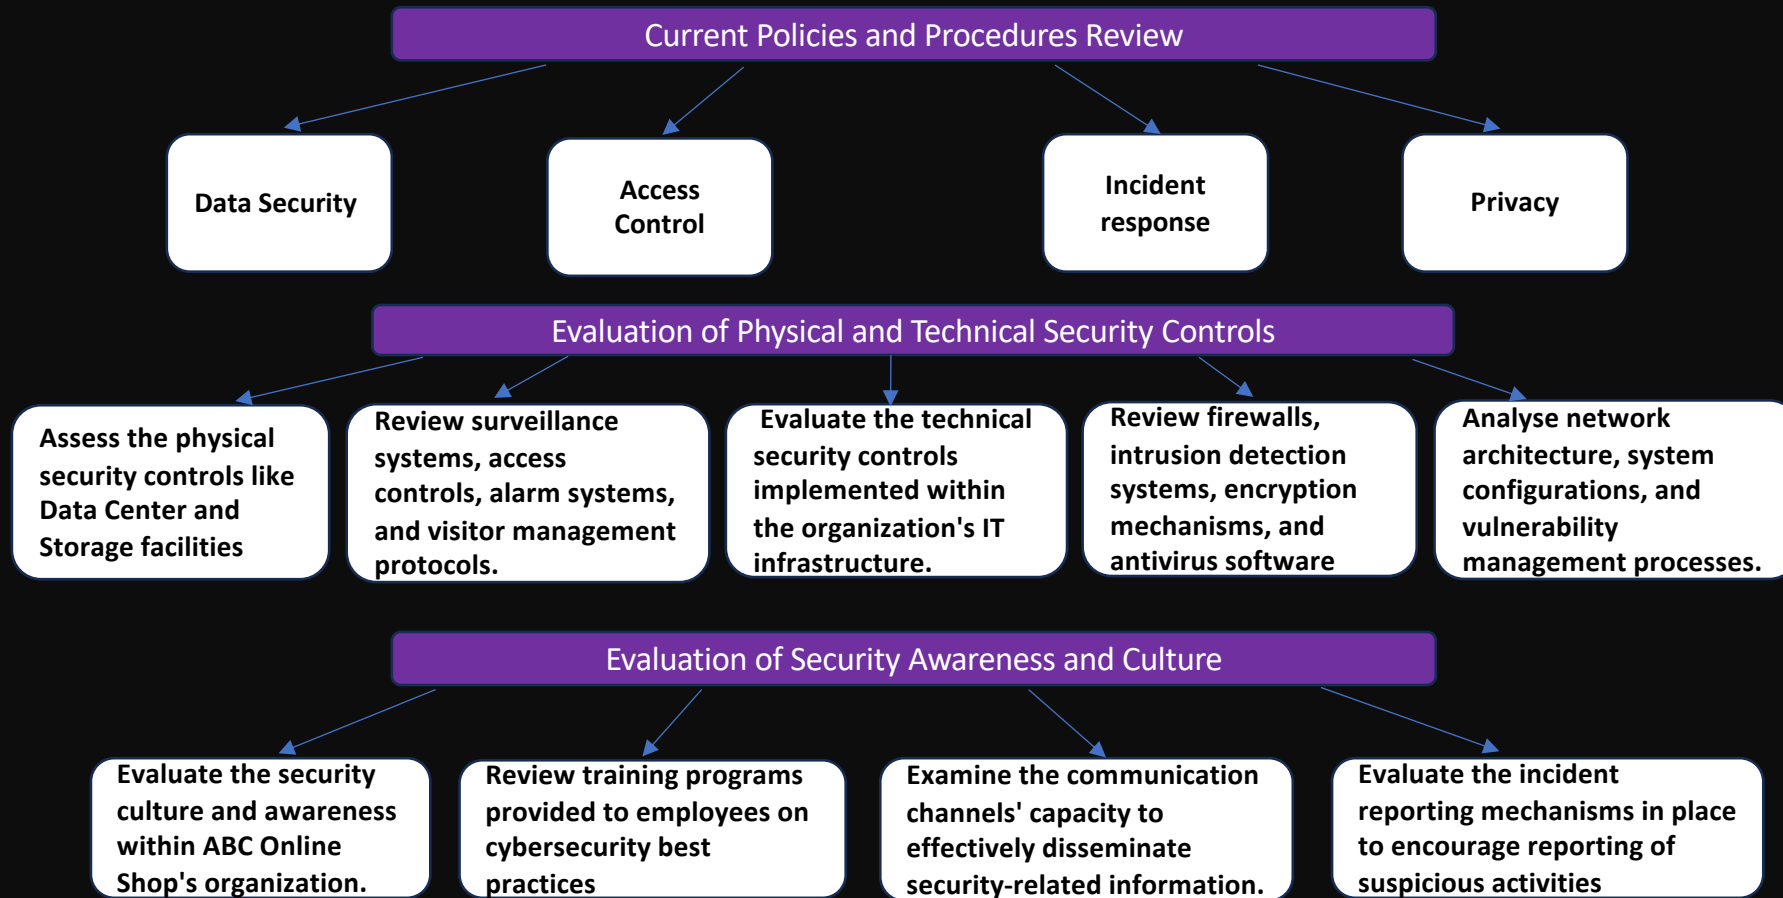 Current Policies and Procedures Review
Data Security
Access
Control
Incident
response
Privacy
Evaluation of Physical and Technical Security Controls
Assess the physical
security controls like
Data Center and
Storage facilities
Review surveillance
systems, access
controls, alarm systems,
and visitor management
protocols.
Evaluate the technical
security controls
implemented within
the organization's IT
infrastructure.
Review firewalls,
intrusion detection
systems, encryption
mechanisms, and
antivirus software
Analyse network
architecture, system
configurations, and
vulnerability
management processes.
Evaluation of Security Awareness and Culture
Evaluate the security
culture and awareness
within ABC Online
Shop's organization.
Review training programs
provided to employees on
cybersecurity best
practices
Examine the communication
channels' capacity to
effectively disseminate
security-related information.
Evaluate the incident
reporting mechanisms in place
to encourage reporting of
suspicious activities